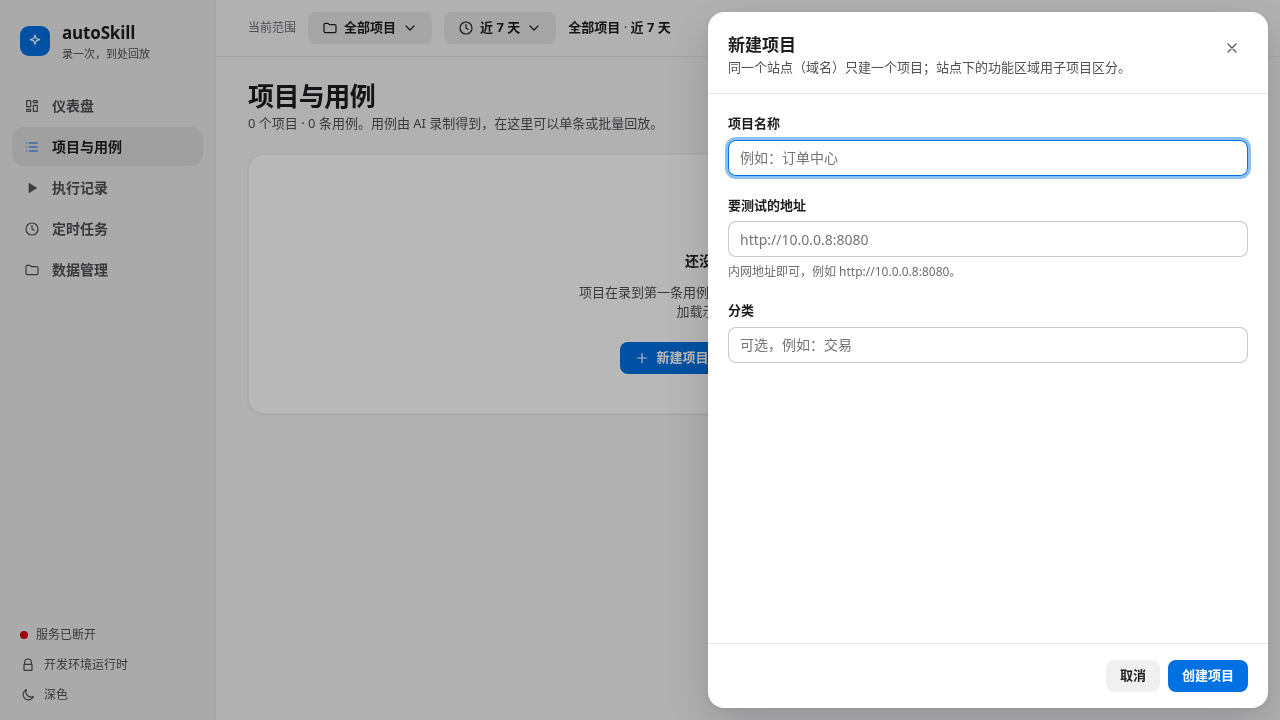 autoSkill
录一次，到处回放
仪表盘
项目与用例
执行记录
定时任务
数据管理
服务已断开
开发环境运行时
深色
当前范围
全部项目
近 7 天
全部项目 · 近 7 天
项目与用例
0 个项目 · 0 条用例。用例由 AI 录制得到，在这里可以单条或批量回放。
还没
项目在录到第一条用例
加载示
新建项目
新建项目
同一个站点（域名）只建一个项目；站点下的功能区域用子项目区分。
项目名称
例如：订单中心
要测试的地址
http://10.0.0.8:8080
内网地址即可，例如 http://10.0.0.8:8080。
分类
可选，例如：交易
取消
创建项目